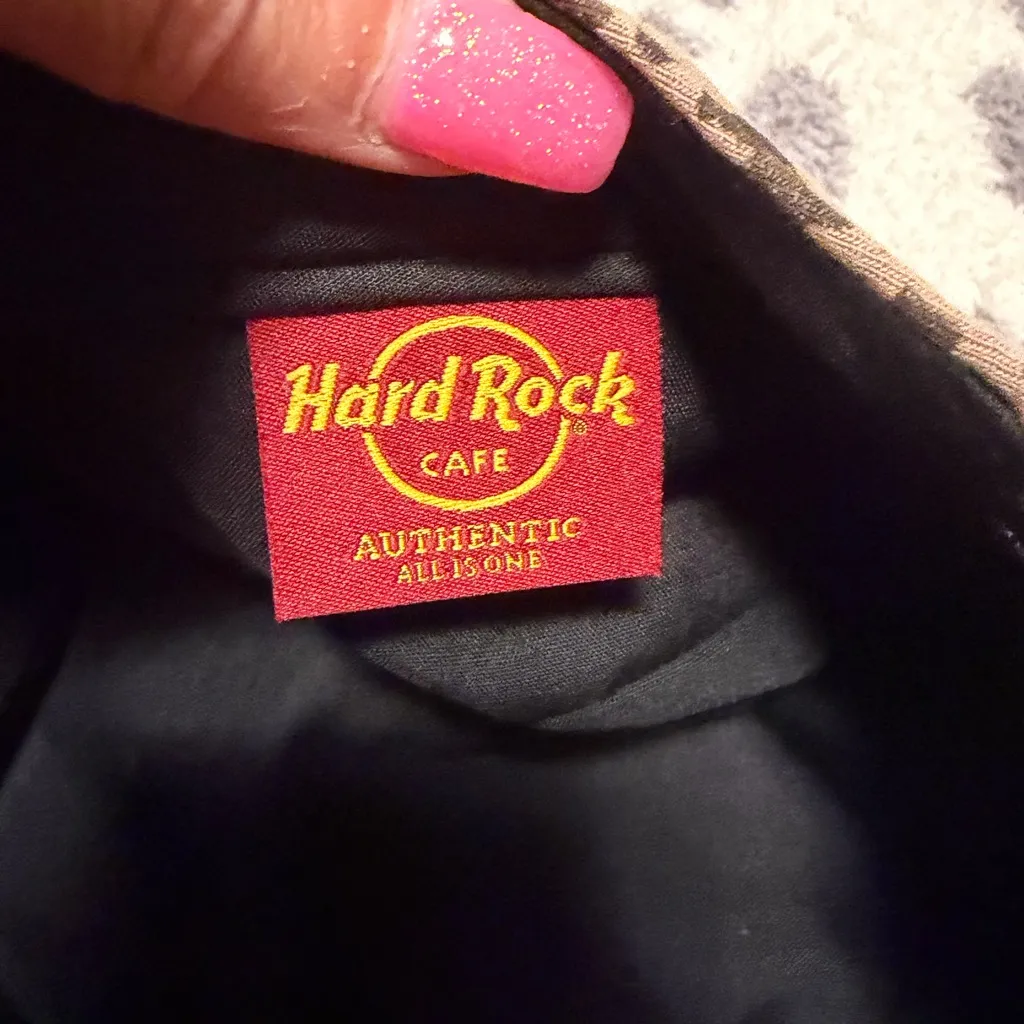 Hard Rock®
CAFE
AUTHENTIC
ALL IS ONE